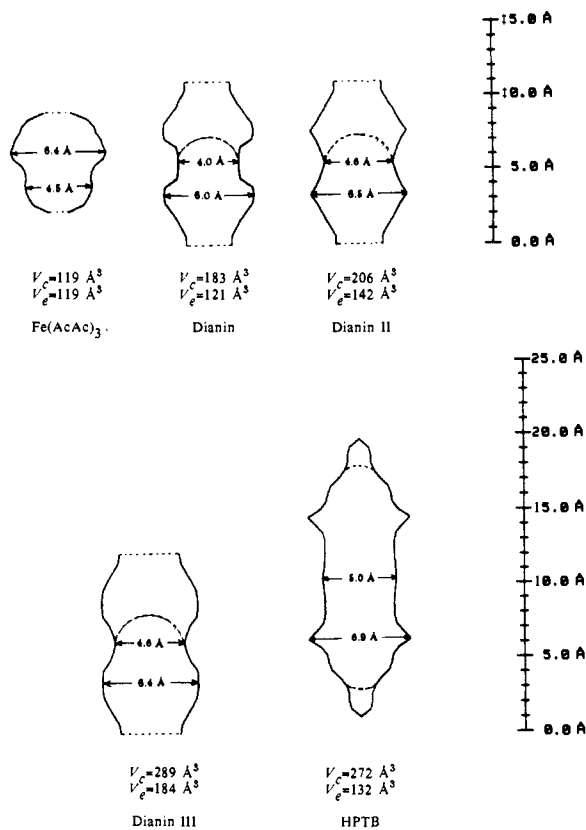 15.0 Å
10.0 Å
5.0 Å
0.0 Å
6.4 Å
4.5 Å
4.0 Å
6.0 Å
4.6 Å
6.5 Å
Vc=119 Å³
Ve=119 Å³
Fe(AcAc)3
Vc=183 Å³
Ve=121 Å³
Dianin
Vc=206 Å³
Ve=142 Å³
Dianin II
25.0 Å
20.0 Å
15.0 Å
10.0 Å
5.0 Å
0.0 Å
4.6 Å
6.4 Å
5.0 Å
6.9 Å
Vc=289 Å³
Ve=184 Å³
Dianin III
Vc=272 Å³
Ve=132 Å³
HPTB